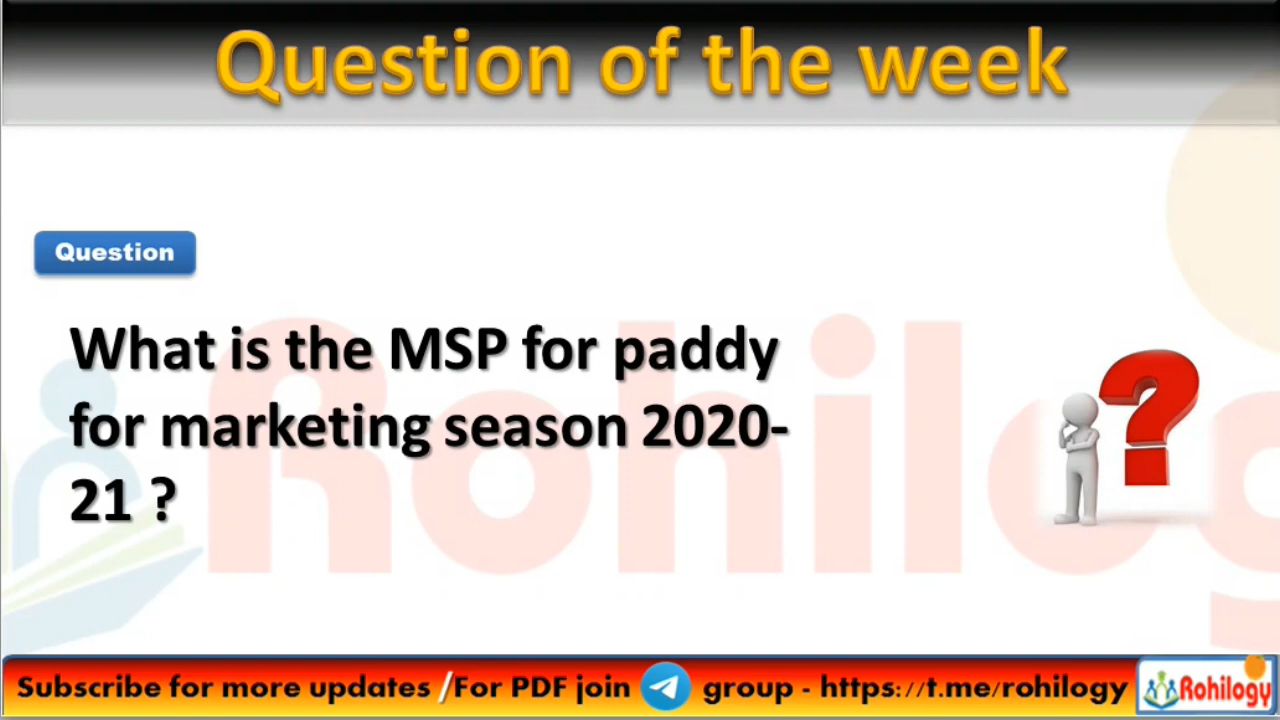 Question of the week
Question
What is the MSP for paddy
for marketing season 2020-
21 ?
Rohilog
Subscribe for more updates /For PDF join group - https://t.me/rohilogy
Rohilogy